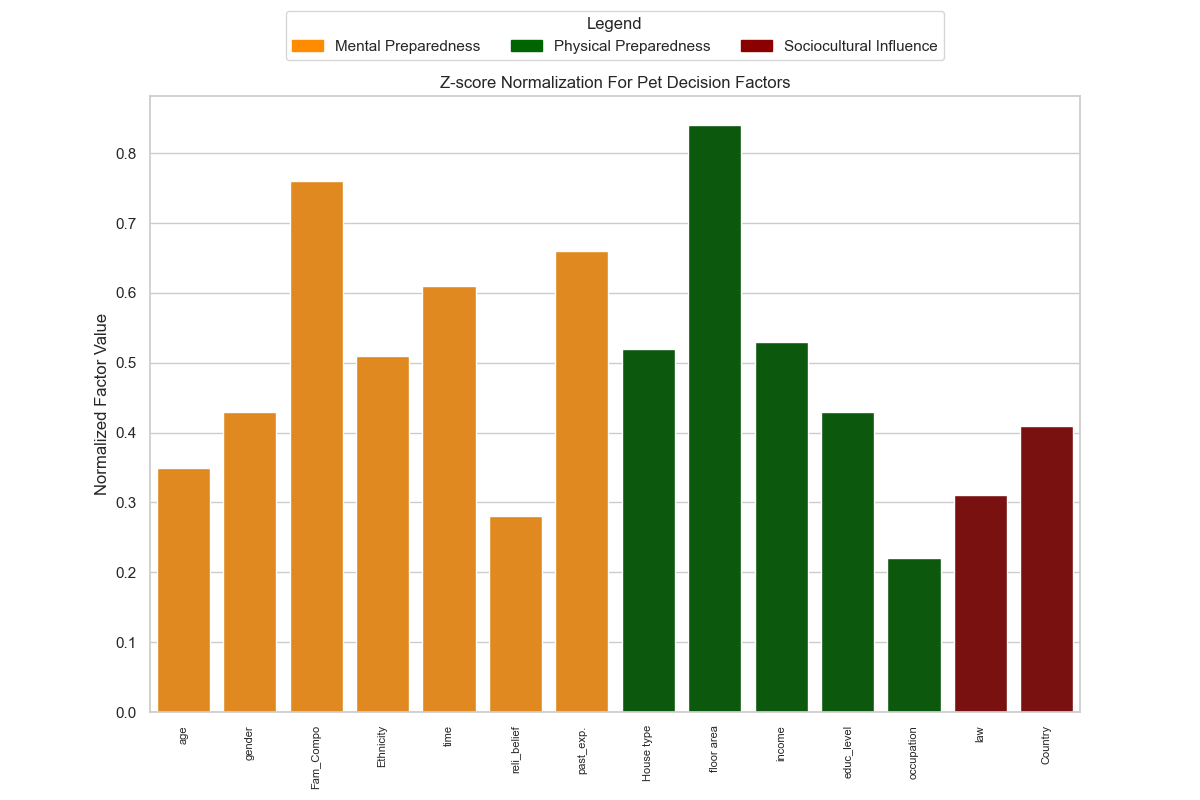 Legend
Mental Preparedness Physical Preparedness Sociocultural Influence
Z-score Normalization For Pet Decision Factors
Normalized Factor Value
0.8
0.7
0.6
0.5
0.4
0.3
0.2
0.1
0.0
age
gender
Fam_Compo
Ethnicity
time
reli_belief
past_exp.
House type
floor area
income
educ_level
occupation
law
Country